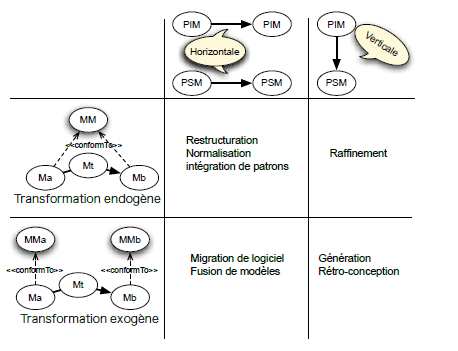 PIM
PIM
PIM
Horizontale
Verticale
PSM
PSM
PSM
MM
<<conformTo>>
Mt
Ma
Mb
Transformation endogène
Restructuration
Normalisation
intégration de patrons
Raffinement
MMa
MMb
<<conformTo>>
<<conformTo>>
Mt
Ma
Mb
Transformation exogène
Migration de logiciel
Fusion de modèles
Génération
Rétro-conception